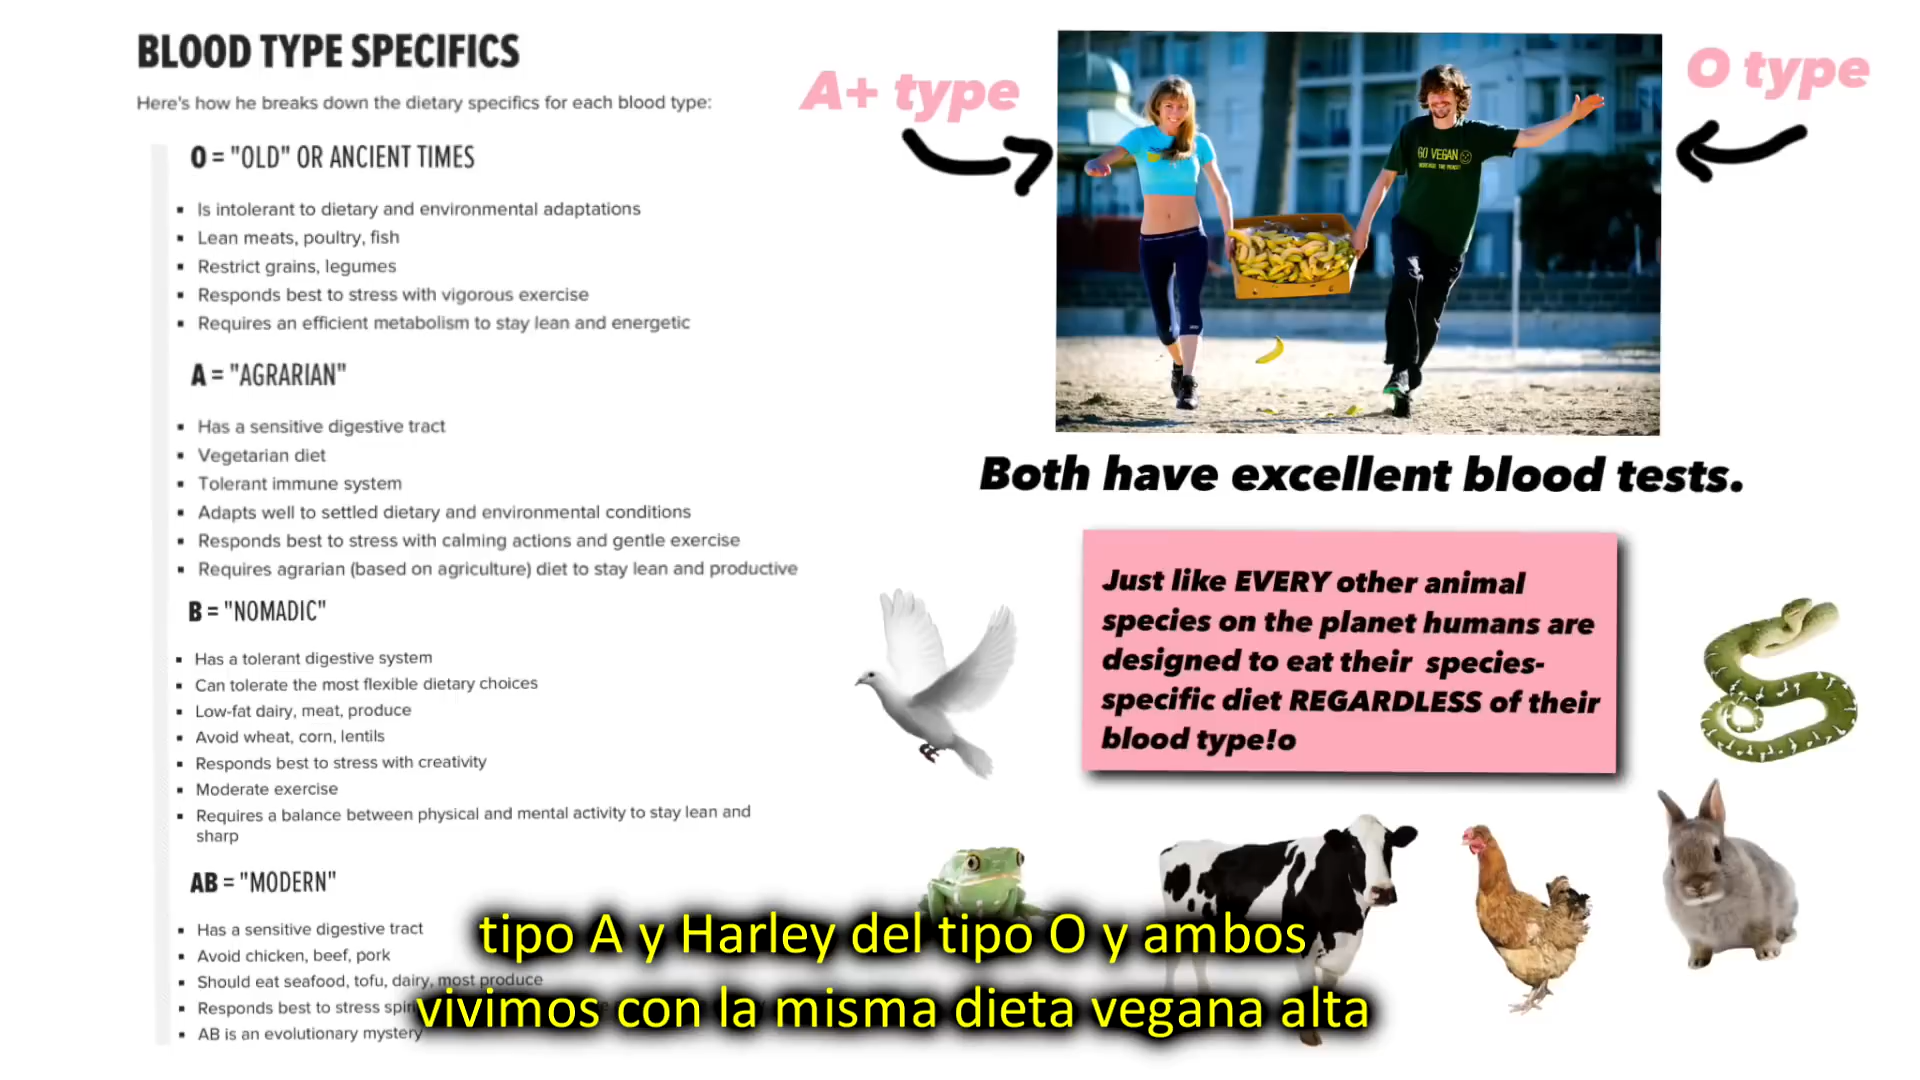 BLOOD TYPE SPECIFICS
Here's how he breaks down the dietary specifics for each blood type:
O = "OLD" OR ANCIENT TIMES
Is intolerant to dietary and environmental adaptations
Lean meats, poultry, fish
Restrict grains, legumes
Responds best to stress with vigorous exercise
Requires an efficient metabolism to stay lean and energetic
A = "AGRARIAN"
Has a sensitive digestive tract
Vegetarian diet
Tolerant immune system
Adapts well to settled dietary and environmental conditions
Responds best to stress with calming actions and gentle exercise
Requires agrarian (based on agriculture) diet to stay lean and productive
B = "NOMADIC"
Has a tolerant digestive system
Can tolerate the most flexible dietary choices
Low-fat dairy, meat, produce
Avoid wheat, corn, lentils
Responds best to stress with creativity
Moderate exercise
Requires a balance between physical and mental activity to stay lean and
sharp
AB = "MODERN"
Has a sensitive digestive tract
Avoid chicken, beef, pork
Should eat seafood, tofu, dairy, most produce
Responds best to stress
AB is an evolutionary mystery
A+ type
O type
GO VEGAN
Both have excellent blood tests.
Just like EVERY other animal
species on the planet humans are
designed to eat their species-
specific diet REGARDLESS of their
blood type!o
tipo A y Harley del tipo O y ambos
vivimos con la misma dieta vegana alta